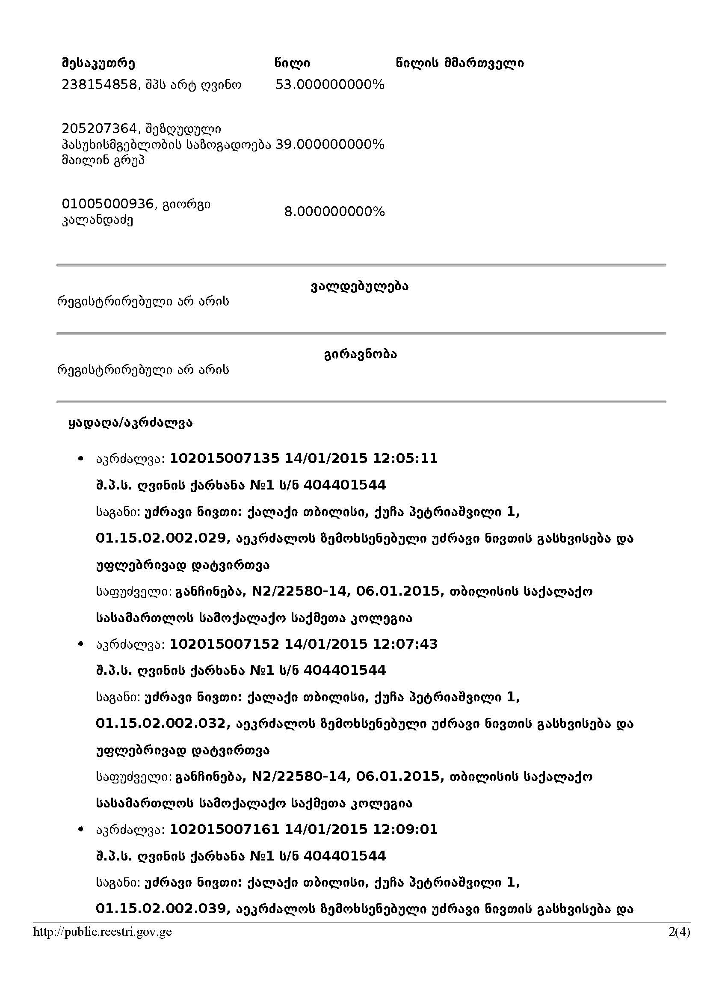 მესაკუთრე წილი წილის მმართველი
238154858, შპს არტ ღვინო 53.000000000%
205207364, შეზღუდული
პასუხისმგებლობის საზოგადოება 39.000000000%
მაილინ გრუპ
01005000936, გიორგი
8.000000000%
კალანდაძე
ვალდებულება
რეგისტრირებული არ არის
გირავნობა
რეგისტრირებული არ არის
ყადაღა/აკრძალვა
• აკრძალვა: 102015007135 14/01/2015 12:05:11
შ.პ.ს. ღვინის ქარხანა №1 ს/ნ 404401544
საგანი: უძრავი ნივთი: ქალაქი თბილისი, ქუჩა პეტრიაშვილი 1,
01.15.02.002.029, აეკრძალოს ზემოხსენებული უძრავი ნივთის გასხვისება და
უფლებრივად დატვირთვა
საფუძველი: განჩინება, N2/22580-14, 06.01.2015, თბილისის საქალაქო
სასამართლოს სამოქალაქო საქმეთა კოლეგია
• აკრძალვა: 102015007152 14/01/2015 12:07:43
შ.პ.ს. ღვინის ქარხანა №1 ს/ნ 404401544
საგანი: უძრავი ნივთი: ქალაქი თბილისი, ქუჩა პეტრიაშვილი 1,
01.15.02.002.032, აეკრძალოს ზემოხსენებული უძრავი ნივთის გასხვისება და
უფლებრივად დატვირთვა
საფუძველი: განჩინება, N2/22580-14, 06.01.2015, თბილისის საქალაქო
სასამართლოს სამოქალაქო საქმეთა კოლეგია
• აკრძალვა: 102015007161 14/01/2015 12:09:01
შ.პ.ს. ღვინის ქარხანა №1 ს/ნ 404401544
საგანი: უძრავი ნივთი: ქალაქი თბილისი, ქუჩა პეტრიაშვილი 1,
01.15.02.002.039, აეკრძალოს ზემოხსენებული უძრავი ნივთის გასხვისება და
http://public.reestri.gov.ge 2(4)